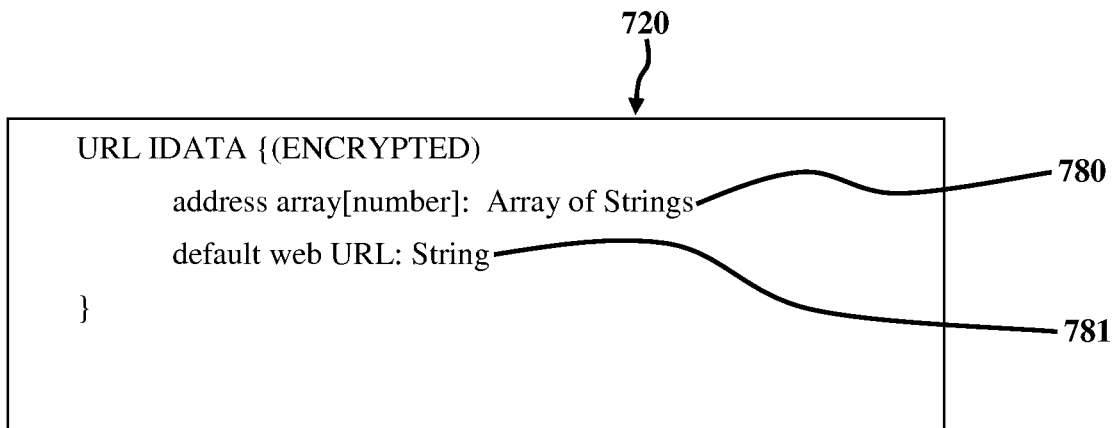 720
URL IDATA {(ENCRYPTED)
address array[number]: Array of Strings
780
default web URL: String
}
781